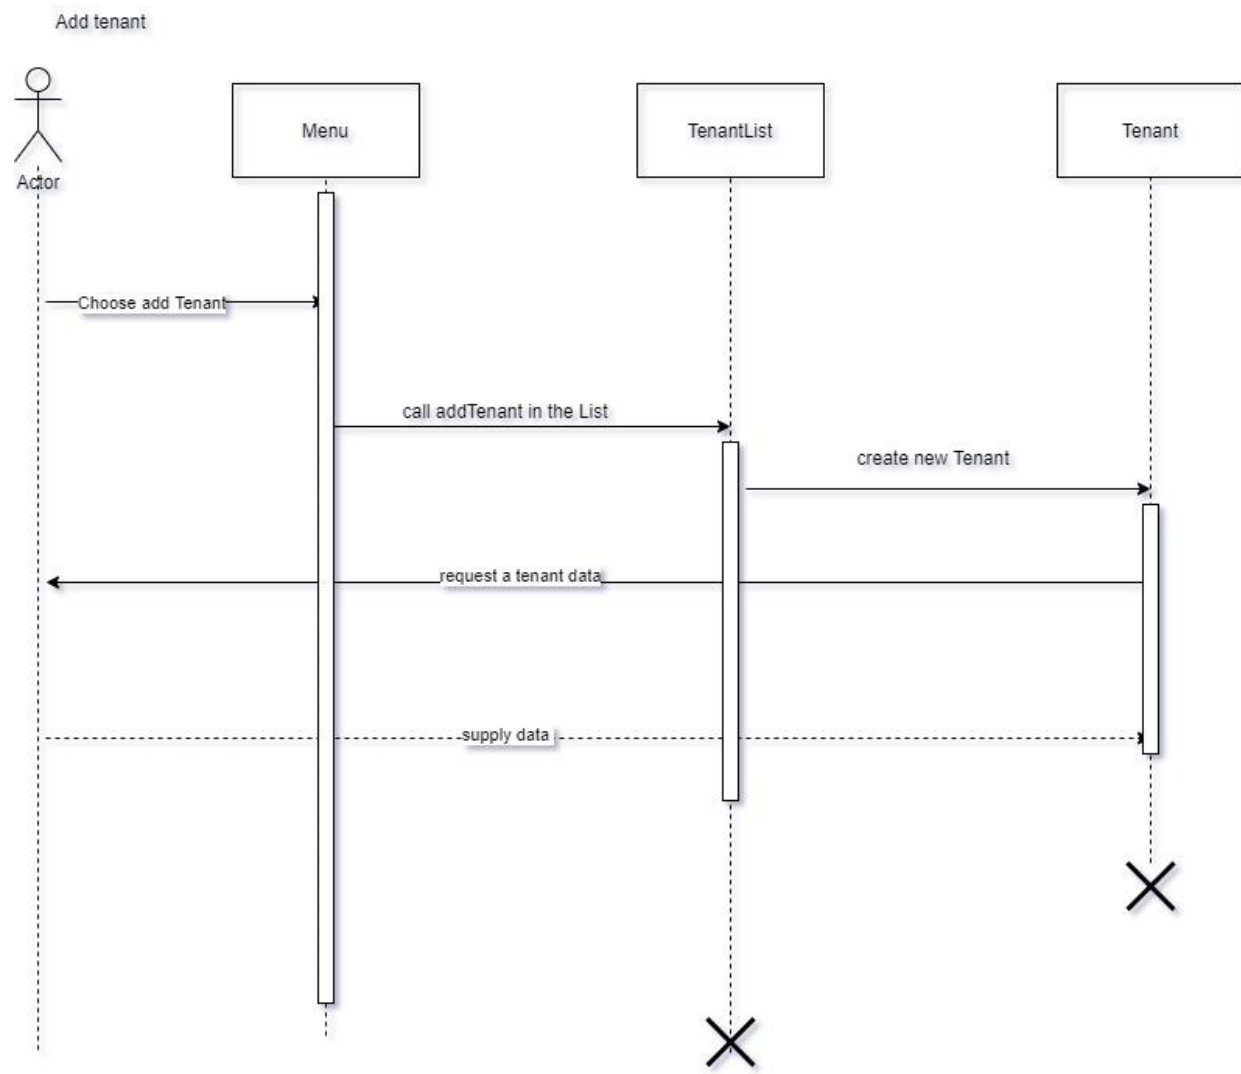 Add tenant
Actor
Menu
TenantList
Tenant
Choose add Tenant
call addTenant in the List
create new Tenant
request a tenant data
supply data